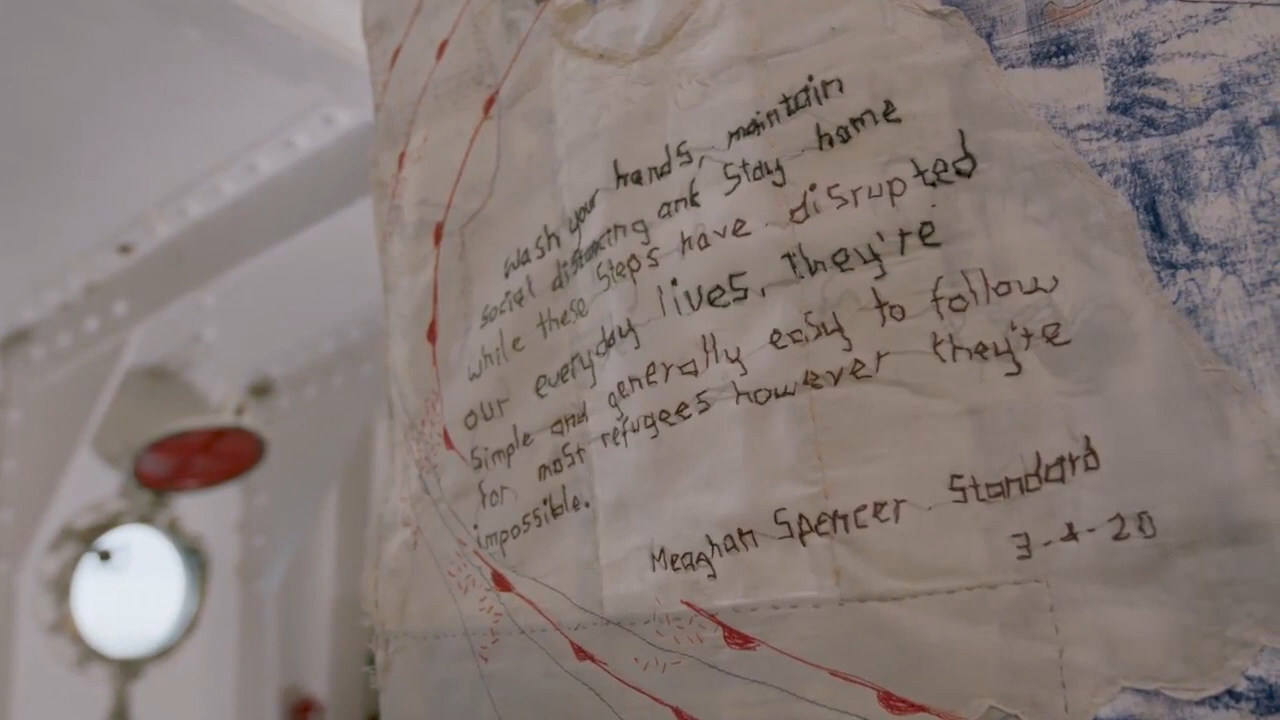 wash your hands, maintain
social distancing and stay home
while these steps have disrupted
our everyday lives, they're
simple and generally easy to follow
for most refugees however they're
impossible.
Meaghan Spencer. Standard
3-4-20